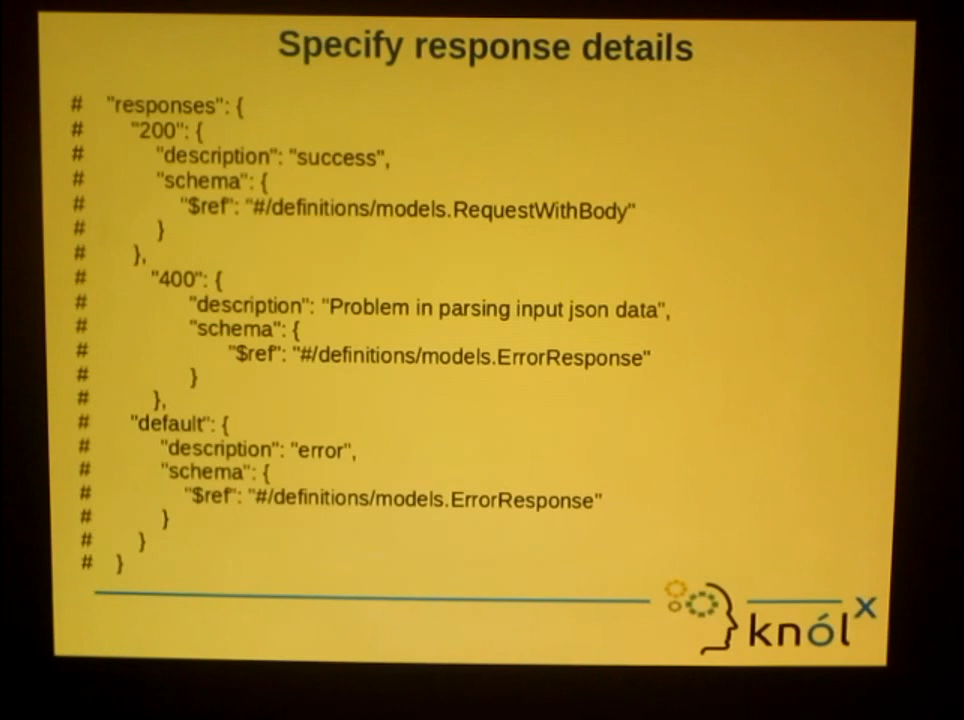 Specify response details
# "responses": {
# "200": {
# "description": "success",
# "schema": {
# "$ref": "#/definitions/models.RequestWithBody"
# }
# },
# "400": {
# "description": "Problem in parsing input json data",
# "schema": {
# "$ref": "#/definitions/models.ErrorResponse"
# }
# },
# "default": {
# "description": "error",
# "schema": {
# "$ref": "#/definitions/models.ErrorResponse"
# }
# }
# }
knólx